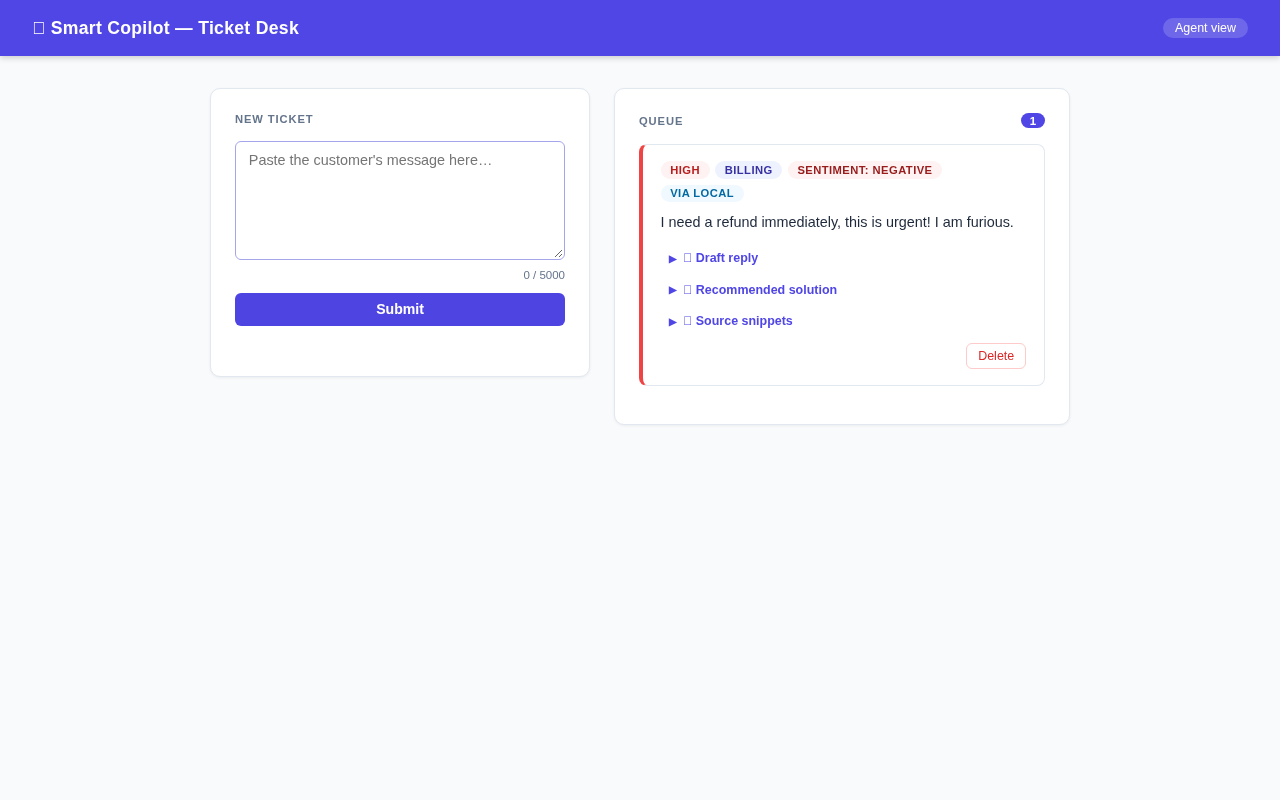 Smart Copilot — Ticket Desk
Agent view
NEW TICKET
Paste the customer's message here…
0 / 5000
Submit
QUEUE
1
HIGH
BILLING
SENTIMENT: NEGATIVE
VIA LOCAL
I need a refund immediately, this is urgent! I am furious.
Draft reply
Recommended solution
Source snippets
Delete